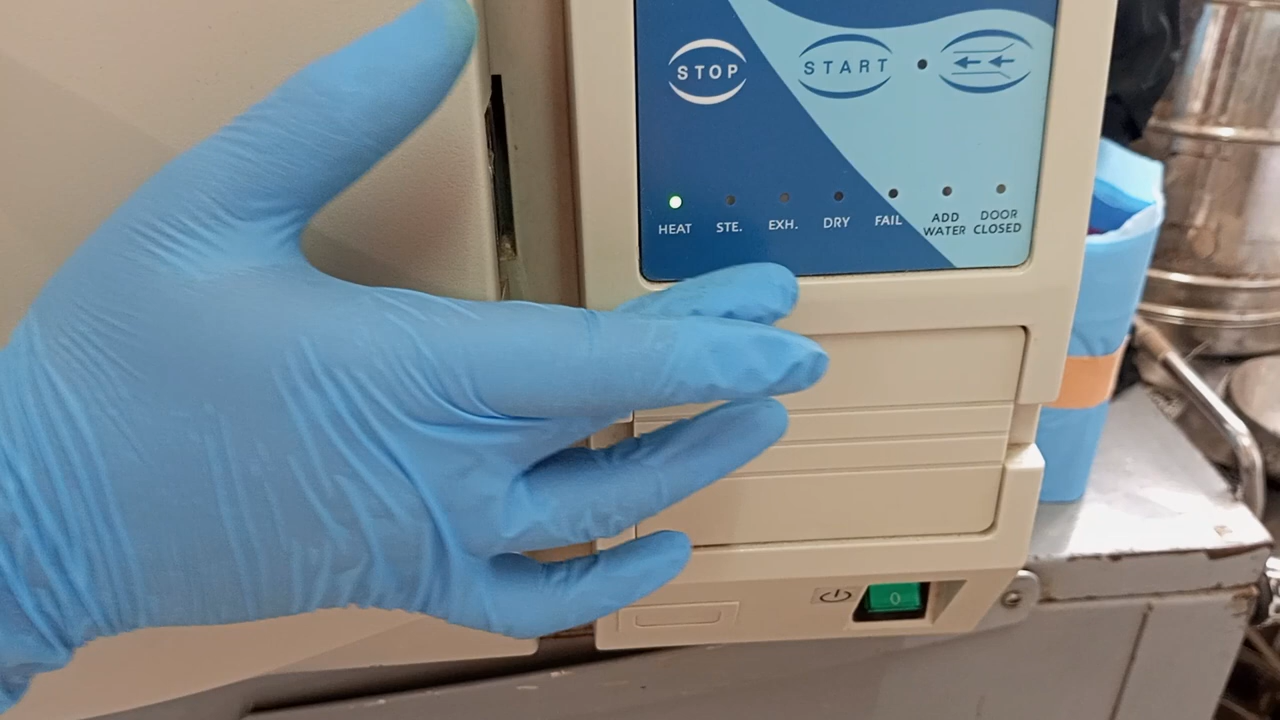 STOP
START
HEAT
STE.
EXH.
DRY
FAIL
ADD
WATER
DOOR
CLOSED
0